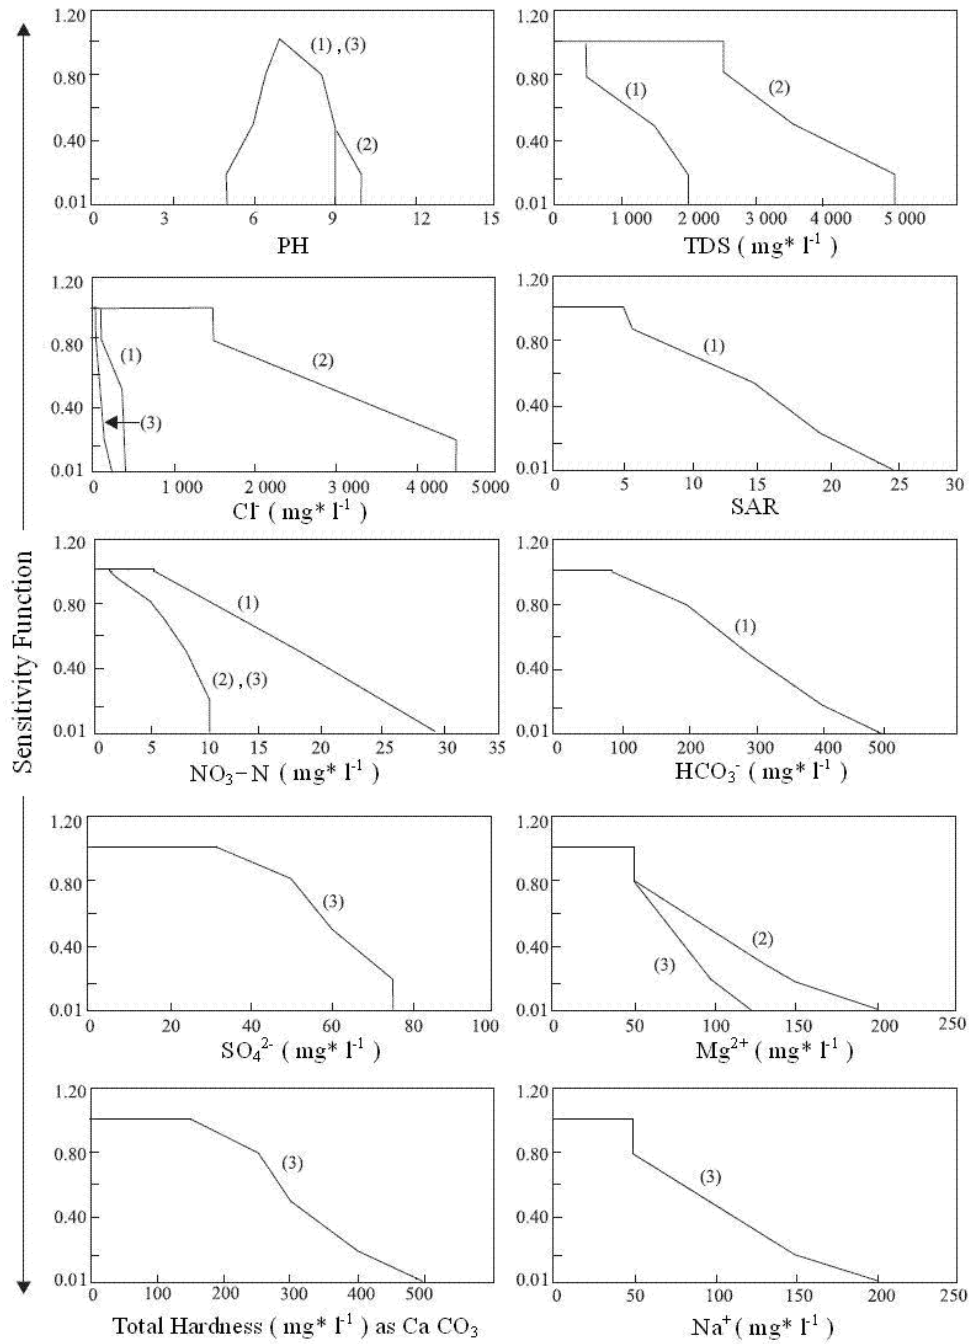 Sensitivity Function
1.20
0.80
0.40
0.01
(1) , (3)
(2)
0 3 6 9 12 15
PH
1.20
0.80
0.40
0.01
(1)
(2)
0 1 000 2 000 3 000 4 000 5 000
TDS ( mg* l-1 )
1.20
0.80
0.40
0.01
(1)
(2)
(3)
0 1 000 2 000 3 000 4 000 5000
Cl- ( mg* l-1 )
1.20
0.80
0.40
0.01
(1)
0 5 10 15 20 25 30
SAR
1.20
0.80
0.40
0.01
(1)
(2) , (3)
0 5 10 15 20 25 30 35
NO3−N ( mg* l-1 )
1.20
0.80
0.40
0.01
(1)
0 100 200 300 400 500
HCO3- ( mg* l-1 )
1.20
0.80
0.40
0.01
(3)
0 20 40 60 80 100
SO42- ( mg* l-1 )
1.20
0.80
0.40
0.01
(2)
(3)
0 50 100 150 200 250
Mg2+ ( mg* l-1 )
1.20
0.80
0.40
0.01
(3)
0 100 200 300 400 500
Total Hardness ( mg* l-1 ) as Ca CO3
1.20
0.80
0.40
0.01
(3)
0 50 100 150 200 250
Na+ ( mg* l-1 )